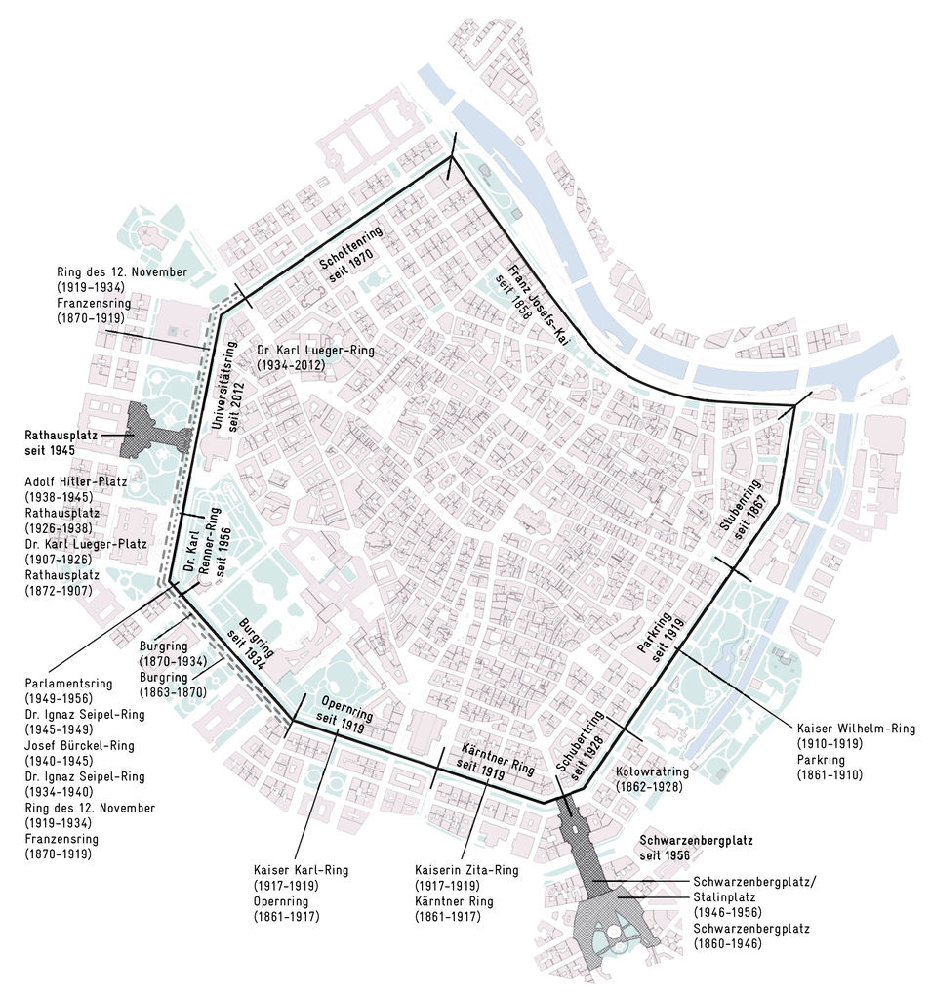 Schottenring
seit 1870
Franz Josefs-Kai
seit 1858
Ring des 12. November
(1919–1934)
Franzensring
(1870–1919)
Dr. Karl Lueger-Ring
(1934–2012)
Universitätsring
seit 2012
Rathausplatz
seit 1945
Adolf Hitler-Platz
(1938–1945)
Rathausplatz
(1926–1938)
Dr. Karl Lueger-Platz
(1907–1926)
Rathausplatz
(1872–1907)
Dr. Karl
Renner-Ring
seit 1956
Stubenring
seit 1867
Burgring
seit 1934
Parkring
seit 1919
Burgring
(1870–1934)
Burgring
(1863–1870)
Parlamentsring
(1949–1956)
Dr. Ignaz Seipel-Ring
(1945–1949)
Josef Bürckel-Ring
(1940–1945)
Dr. Ignaz Seipel-Ring
(1934–1940)
Ring des 12. November
(1919–1934)
Franzensring
(1870–1919)
Opernring
seit 1919
Kärntner Ring
seit 1919
Schubertring
seit 1928
Kolowratring
(1862–1928)
Kaiser Wilhelm-Ring
(1910–1919)
Parkring
(1861–1910)
Kaiser Karl-Ring
(1917–1919)
Opernring
(1861–1917)
Kaiserin Zita-Ring
(1917–1919)
Kärntner Ring
(1861–1917)
Schwarzenbergplatz
seit 1956
Schwarzenbergplatz/
Stalinplatz
(1946–1956)
Schwarzenbergplatz
(1860–1946)